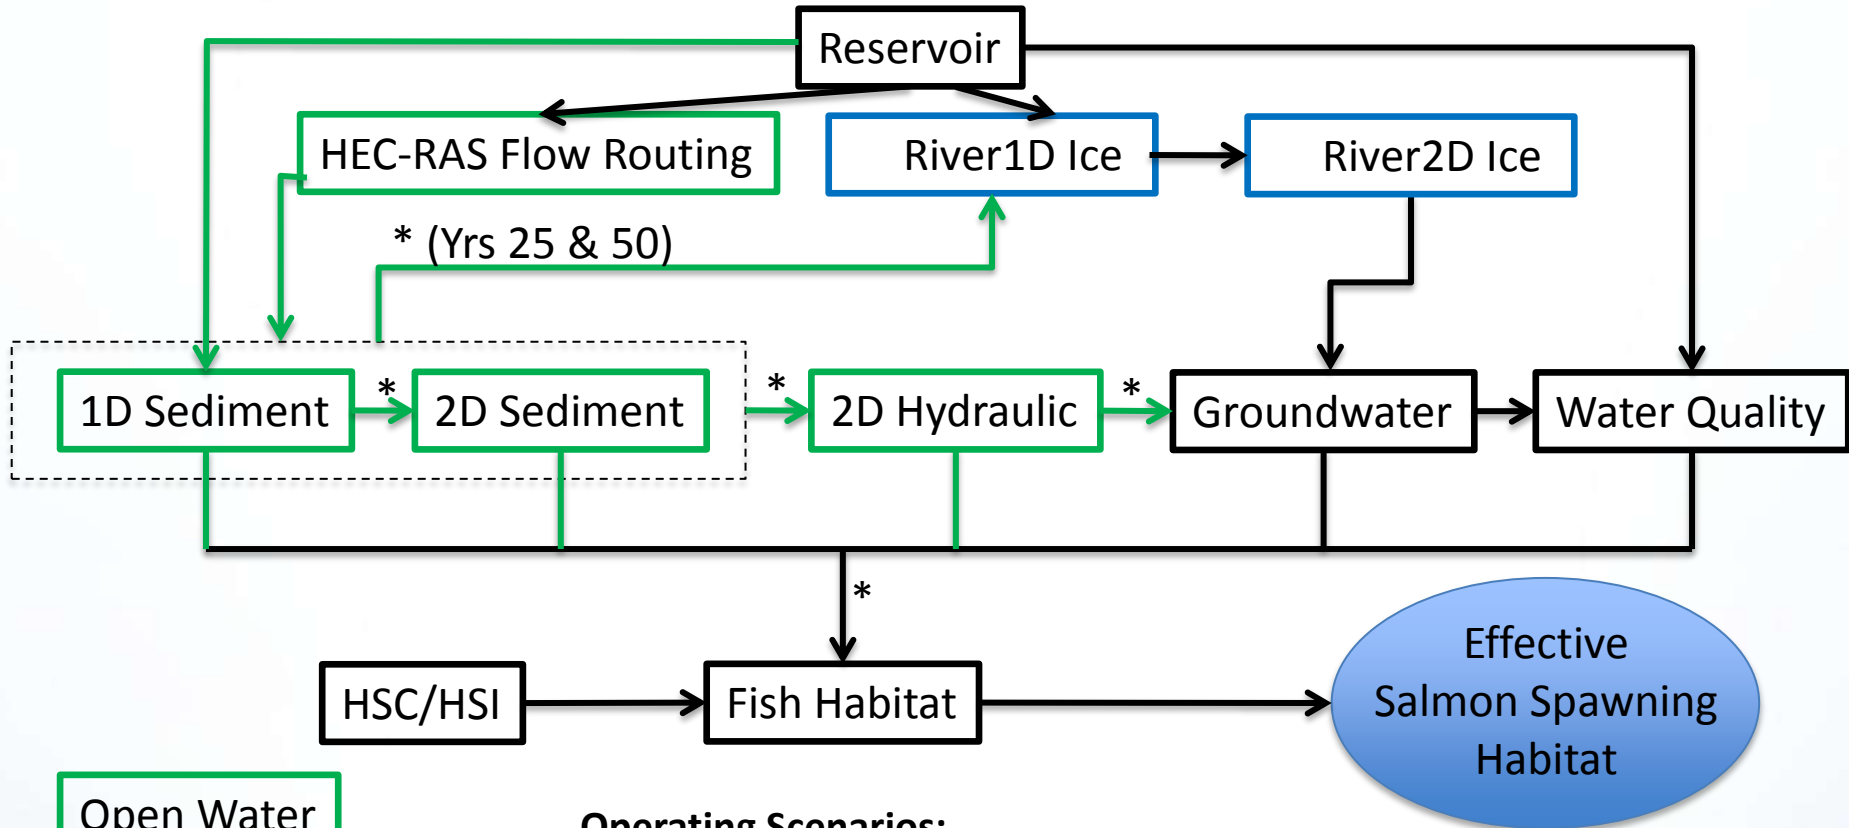 Reservoir
HEC-RAS Flow Routing
River1D Ice
River2D Ice
* (Yrs 25 & 50)
1D Sediment
*
2D Sediment
*
2D Hydraulic
*
Groundwater
Water Quality
*
HSC/HSI
Fish Habitat
Effective
Salmon Spawning
Habitat
Open Water
Operating Scenarios: